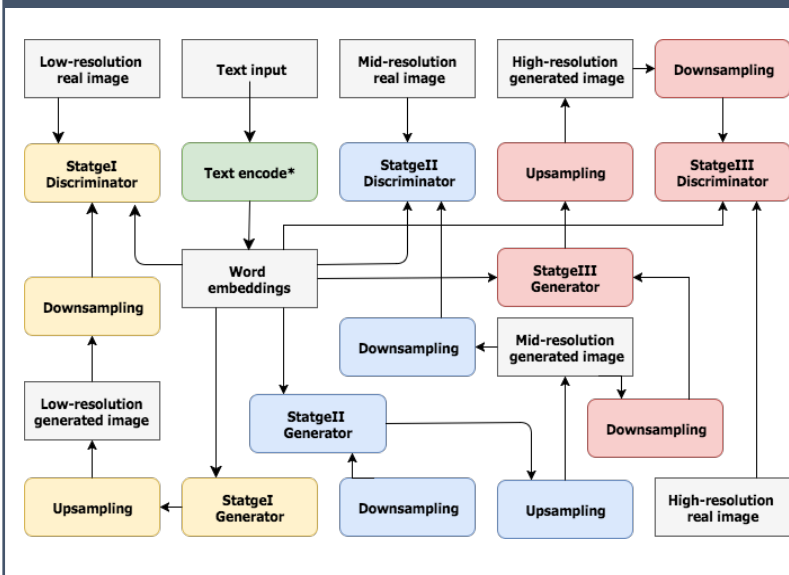 Low-resolution
real image
Text input
Mid-resolution
real image
High-resolution
generated image
Downsampling
StatgeI
Discriminator
Text encode*
StatgeII
Discriminator
Upsampling
StatgeIII
Discriminator
Word
embeddings
StatgeIII
Generator
Downsampling
Downsampling
Mid-resolution
generated image
Low-resolution
generated image
StatgeII
Generator
Downsampling
Upsampling
StatgeI
Generator
Downsampling
Upsampling
High-resolution
real image